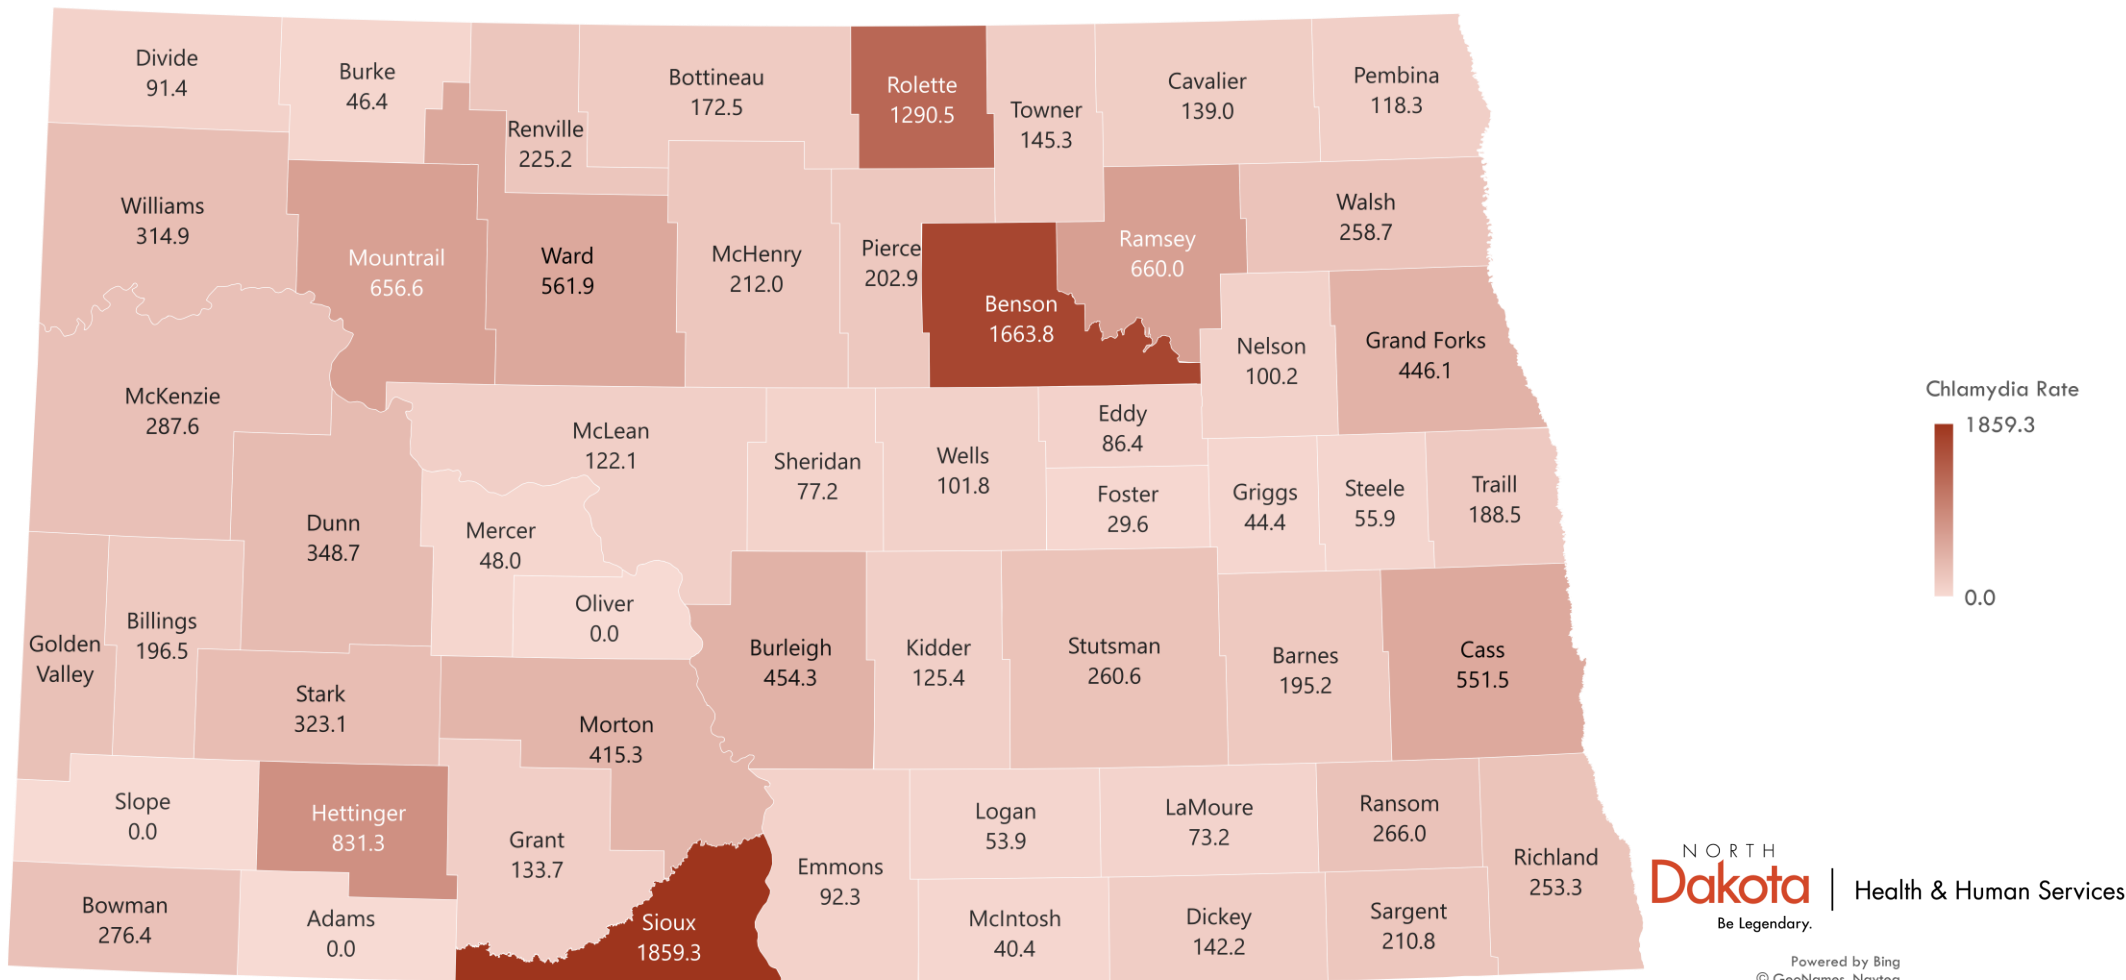 Divide
91.4
Burke
46.4
Renville
225.2
Bottineau
172.5
Rolette
1290.5
Towner
145.3
Cavalier
139.0
Pembina
118.3
Williams
314.9
Mountrail
656.6
Ward
561.9
McHenry
212.0
Pierce
202.9
Benson
1663.8
Ramsey
660.0
Walsh
258.7
Nelson
100.2
Grand Forks
446.1
McKenzie
287.6
McLean
122.1
Sheridan
77.2
Wells
101.8
Eddy
86.4
Foster
29.6
Griggs
44.4
Steele
55.9
Traill
188.5
Dunn
348.7
Mercer
48.0
Oliver
0.0
Golden
Valley
Billings
196.5
Stark
323.1
Morton
415.3
Burleigh
454.3
Kidder
125.4
Stutsman
260.6
Barnes
195.2
Cass
551.5
Slope
0.0
Hettinger
831.3
Grant
133.7
Bowman
276.4
Adams
0.0
Sioux
1859.3
Emmons
92.3
Logan
53.9
LaMoure
73.2
Ransom
266.0
Richland
253.3
McIntosh
40.4
Dickey
142.2
Sargent
210.8
Chlamydia Rate
1859.3
0.0
NORTH
Dakota
Be Legendary.
Health & Human Services
Powered by Bing
© GeoNames, Navteq